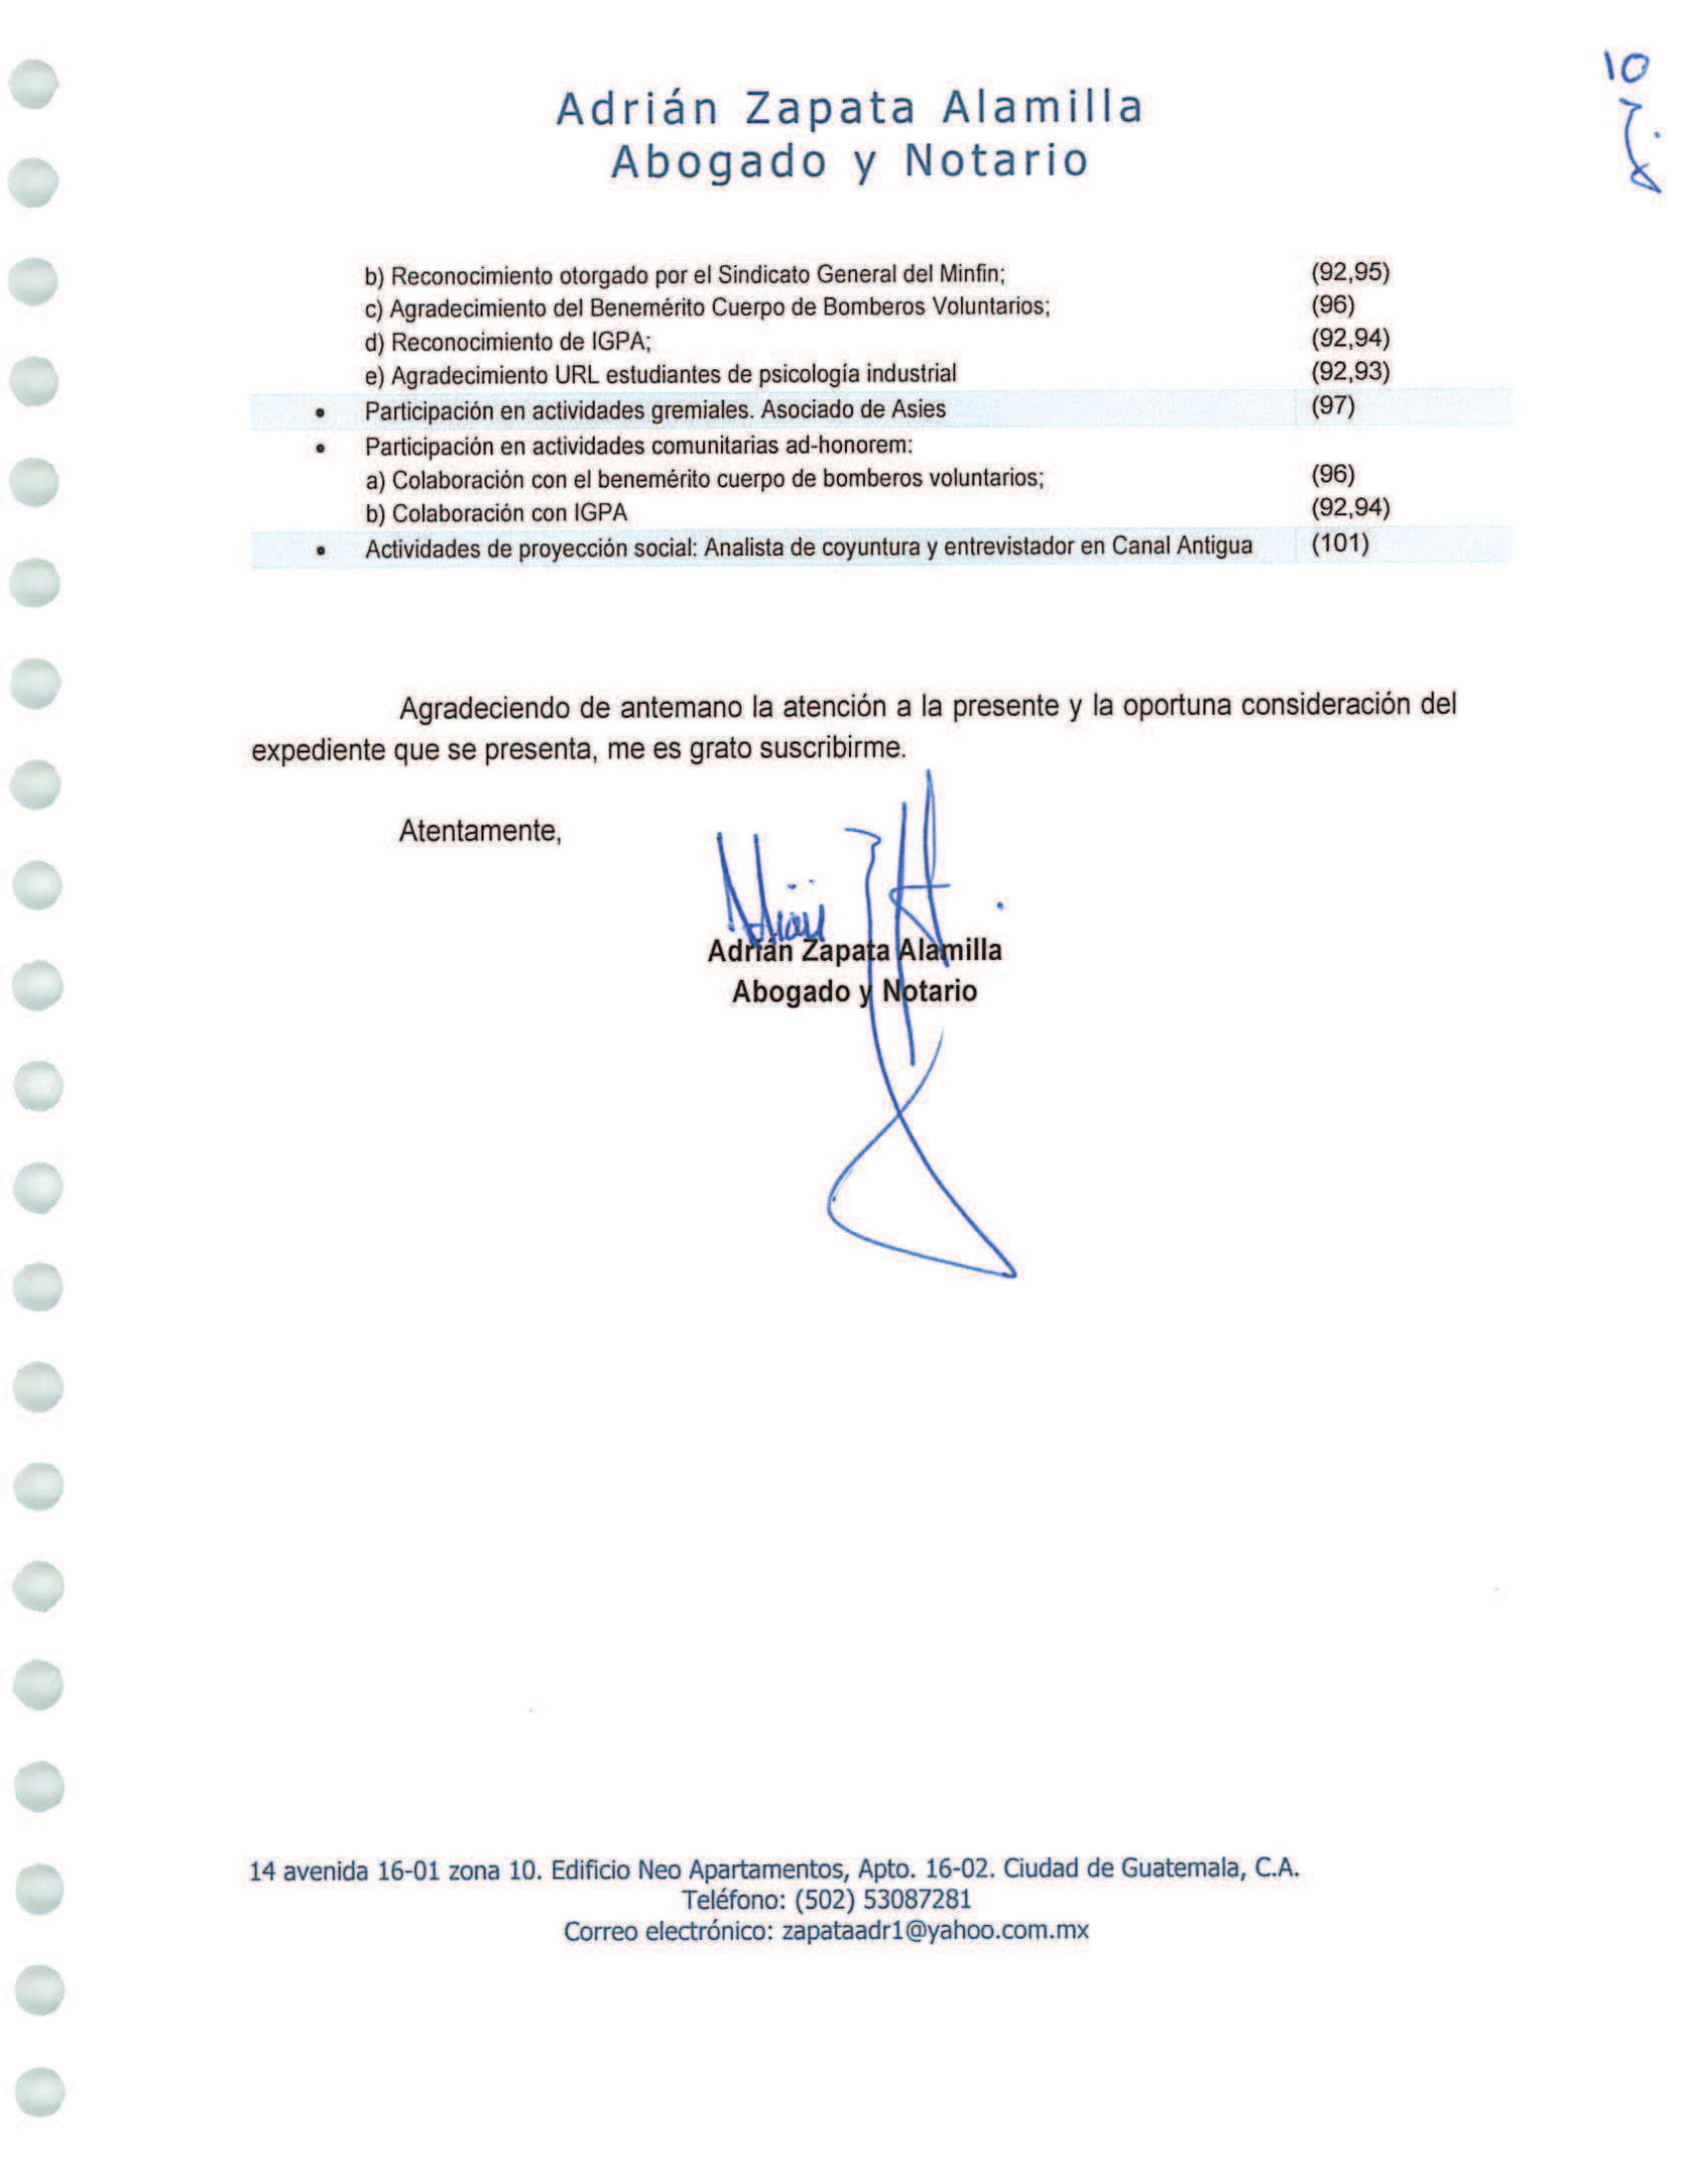 10
Adrián Zapata Alamilla
Abogado y Notario
b) Reconocimiento otorgado por el Sindicato General del Minfin; (92,95)
c) Agradecimiento del Benemérito Cuerpo de Bomberos Voluntarios; (96)
d) Reconocimiento de IGPA; (92,94)
e) Agradecimiento URL estudiantes de psicología industrial (92,93)
• Participación en actividades gremiales. Asociado de Asies (97)
• Participación en actividades comunitarias ad-honorem:
a) Colaboración con el benemérito cuerpo de bomberos voluntarios; (96)
b) Colaboración con IGPA (92,94)
• Actividades de proyección social: Analista de coyuntura y entrevistador en Canal Antigua (101)
Agradeciendo de antemano la atención a la presente y la oportuna consideración del
expediente que se presenta, me es grato suscribirme.
Atentamente,
Adrián Zapata Alamilla
Abogado y Notario
14 avenida 16-01 zona 10. Edificio Neo Apartamentos, Apto. 16-02. Ciudad de Guatemala, C.A.
Teléfono: (502) 53087281
Correo electrónico: zapataadr1@yahoo.com.mx